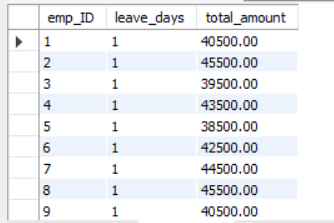 emp_ID leave_days total_amount
1 1 40500.00
2 1 45500.00
3 1 39500.00
4 1 43500.00
5 1 38500.00
6 1 42500.00
7 1 44500.00
8 1 45500.00
9 1 40500.00